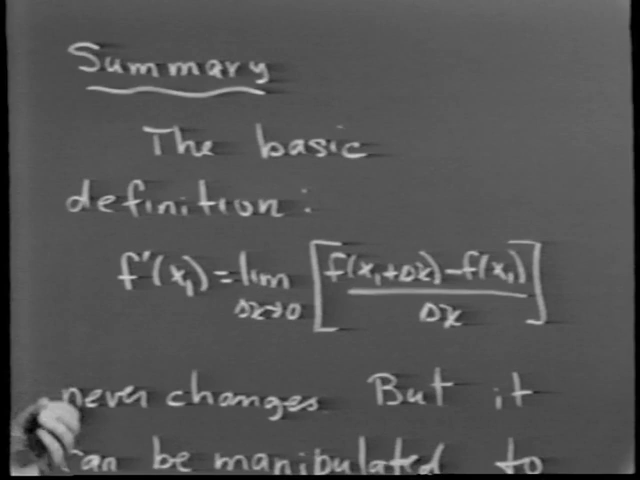 Summary
The basic
definition:
f'(x₁) = lim Δx→0 [f(x₁+Δx)-f(x₁) / Δx]
never changes But it
can be manipulated to